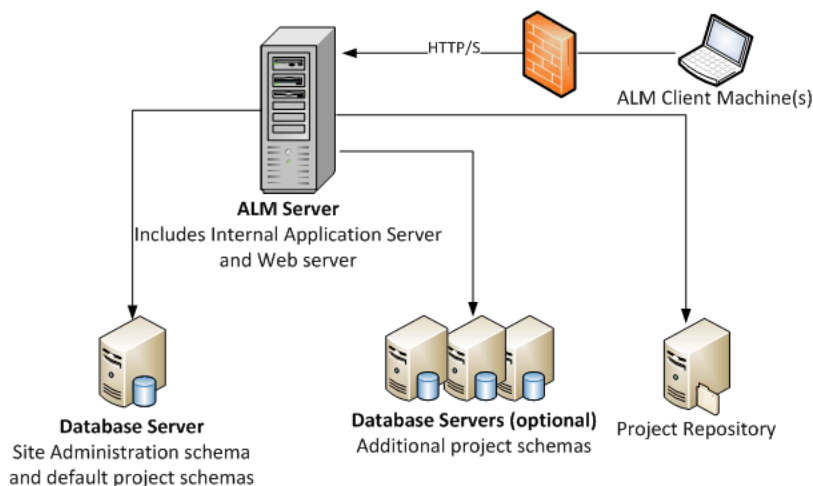 HTTP/S
ALM Client Machine(s)
ALM Server
Includes Internal Application Server
and Web server
Database Server
Site Administration schema
and default project schemas
Database Servers (optional)
Additional project schemas
Project Repository